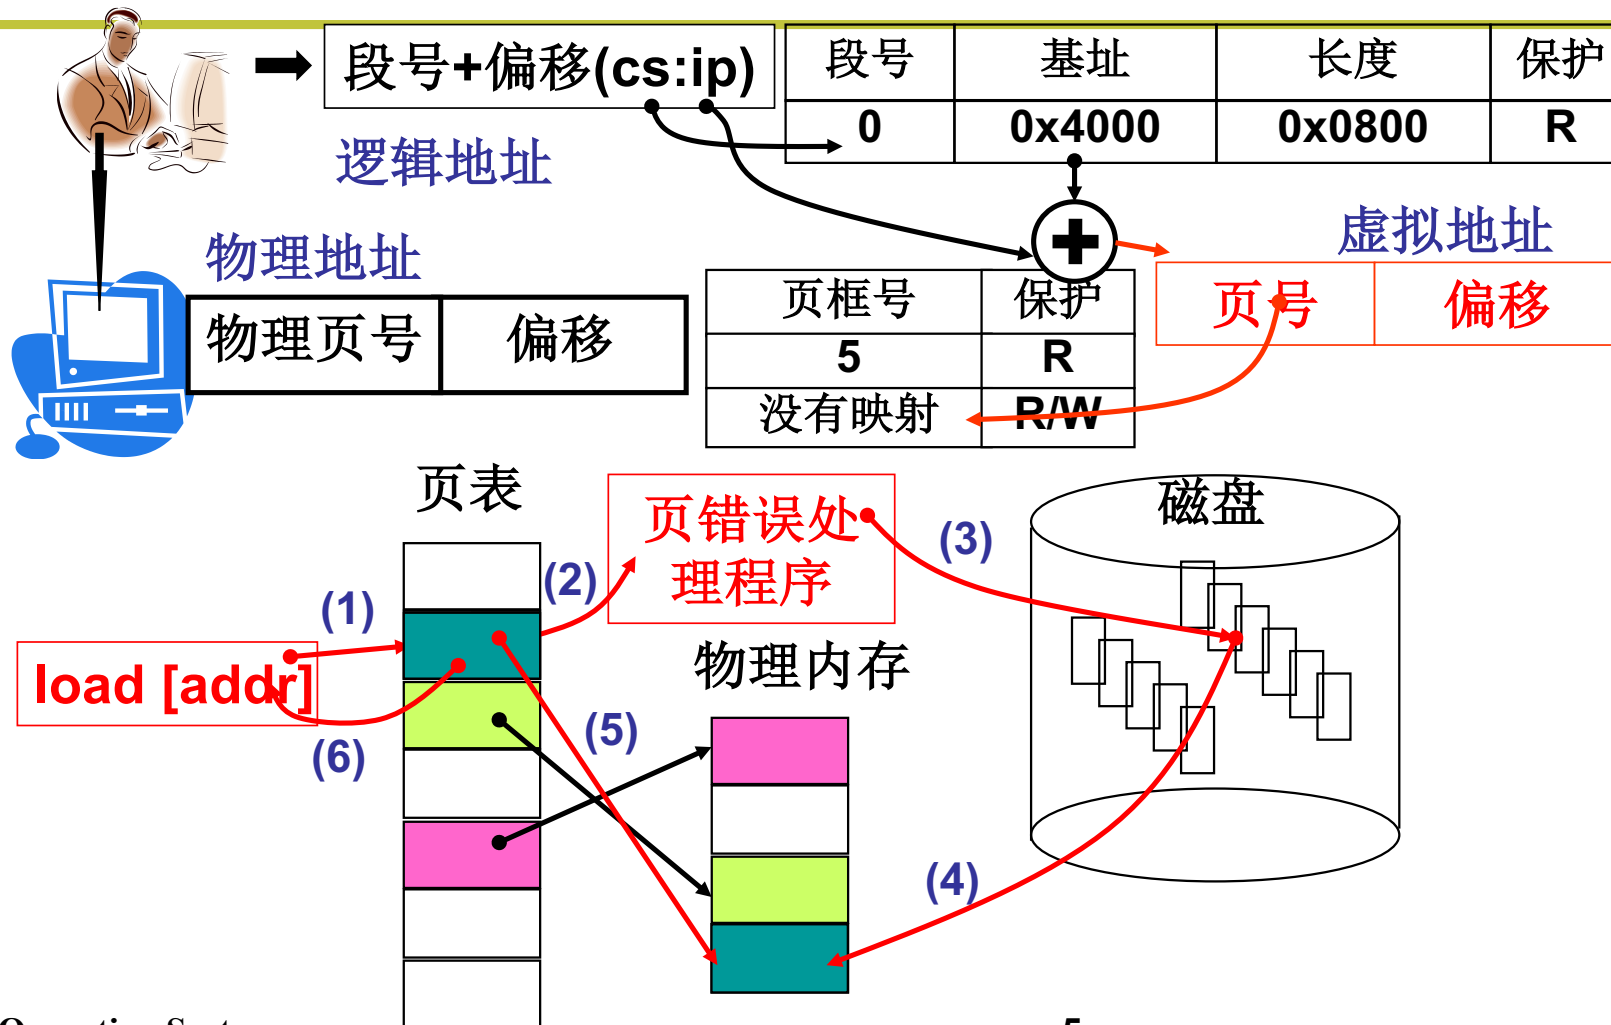 段号+偏移(cs:ip)
段号 基址 长度 保护
0 0x4000 0x0800 R
逻辑地址
虚拟地址
物理地址
物理页号 偏移
页框号 保护
5 R
没有映射 R/W
页号 偏移
页表
页错误处
理程序
磁盘
(1)
(2)
(3)
load [addr]
物理内存
(5)
(6)
(4)
5